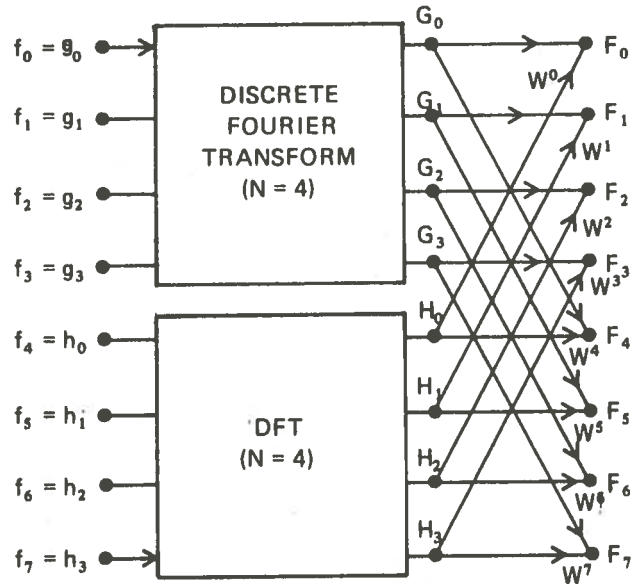 f₀ = g₀
f₁ = g₁
f₂ = g₂
f₃ = g₃
f₄ = h₀
f₅ = h₁
f₆ = h₂
f₇ = h₃
DISCRETE
FOURIER
TRANSFORM
(N = 4)
DFT
(N = 4)
G₀
G₁
G₂
G₃
H₀
H₁
H₂
H₃
W⁰
W¹
W²
W³
W⁴
W⁵
W⁶
W⁷
F₀
F₁
F₂
F₃
F₄
F₅
F₆
F₇